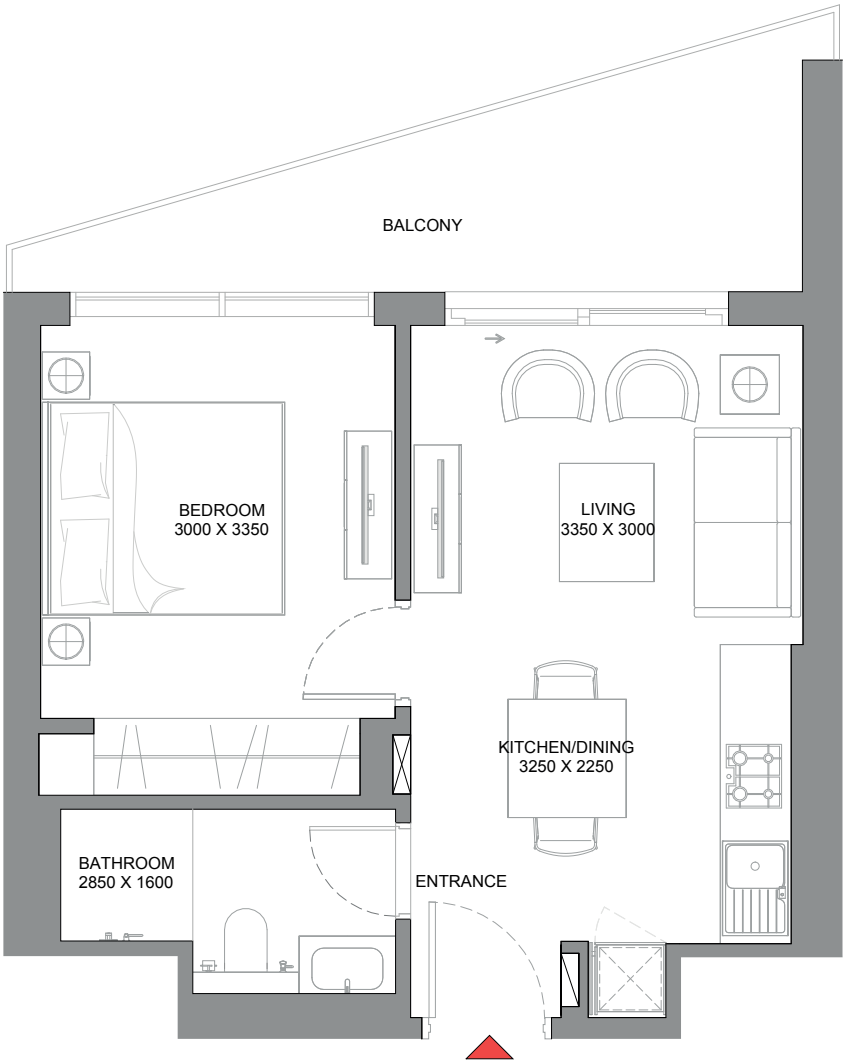 BALCONY
BEDROOM
3000 X 3350
LIVING
3350 X 3000
KITCHEN/DINING
3250 X 2250
BATHROOM
2850 X 1600
ENTRANCE